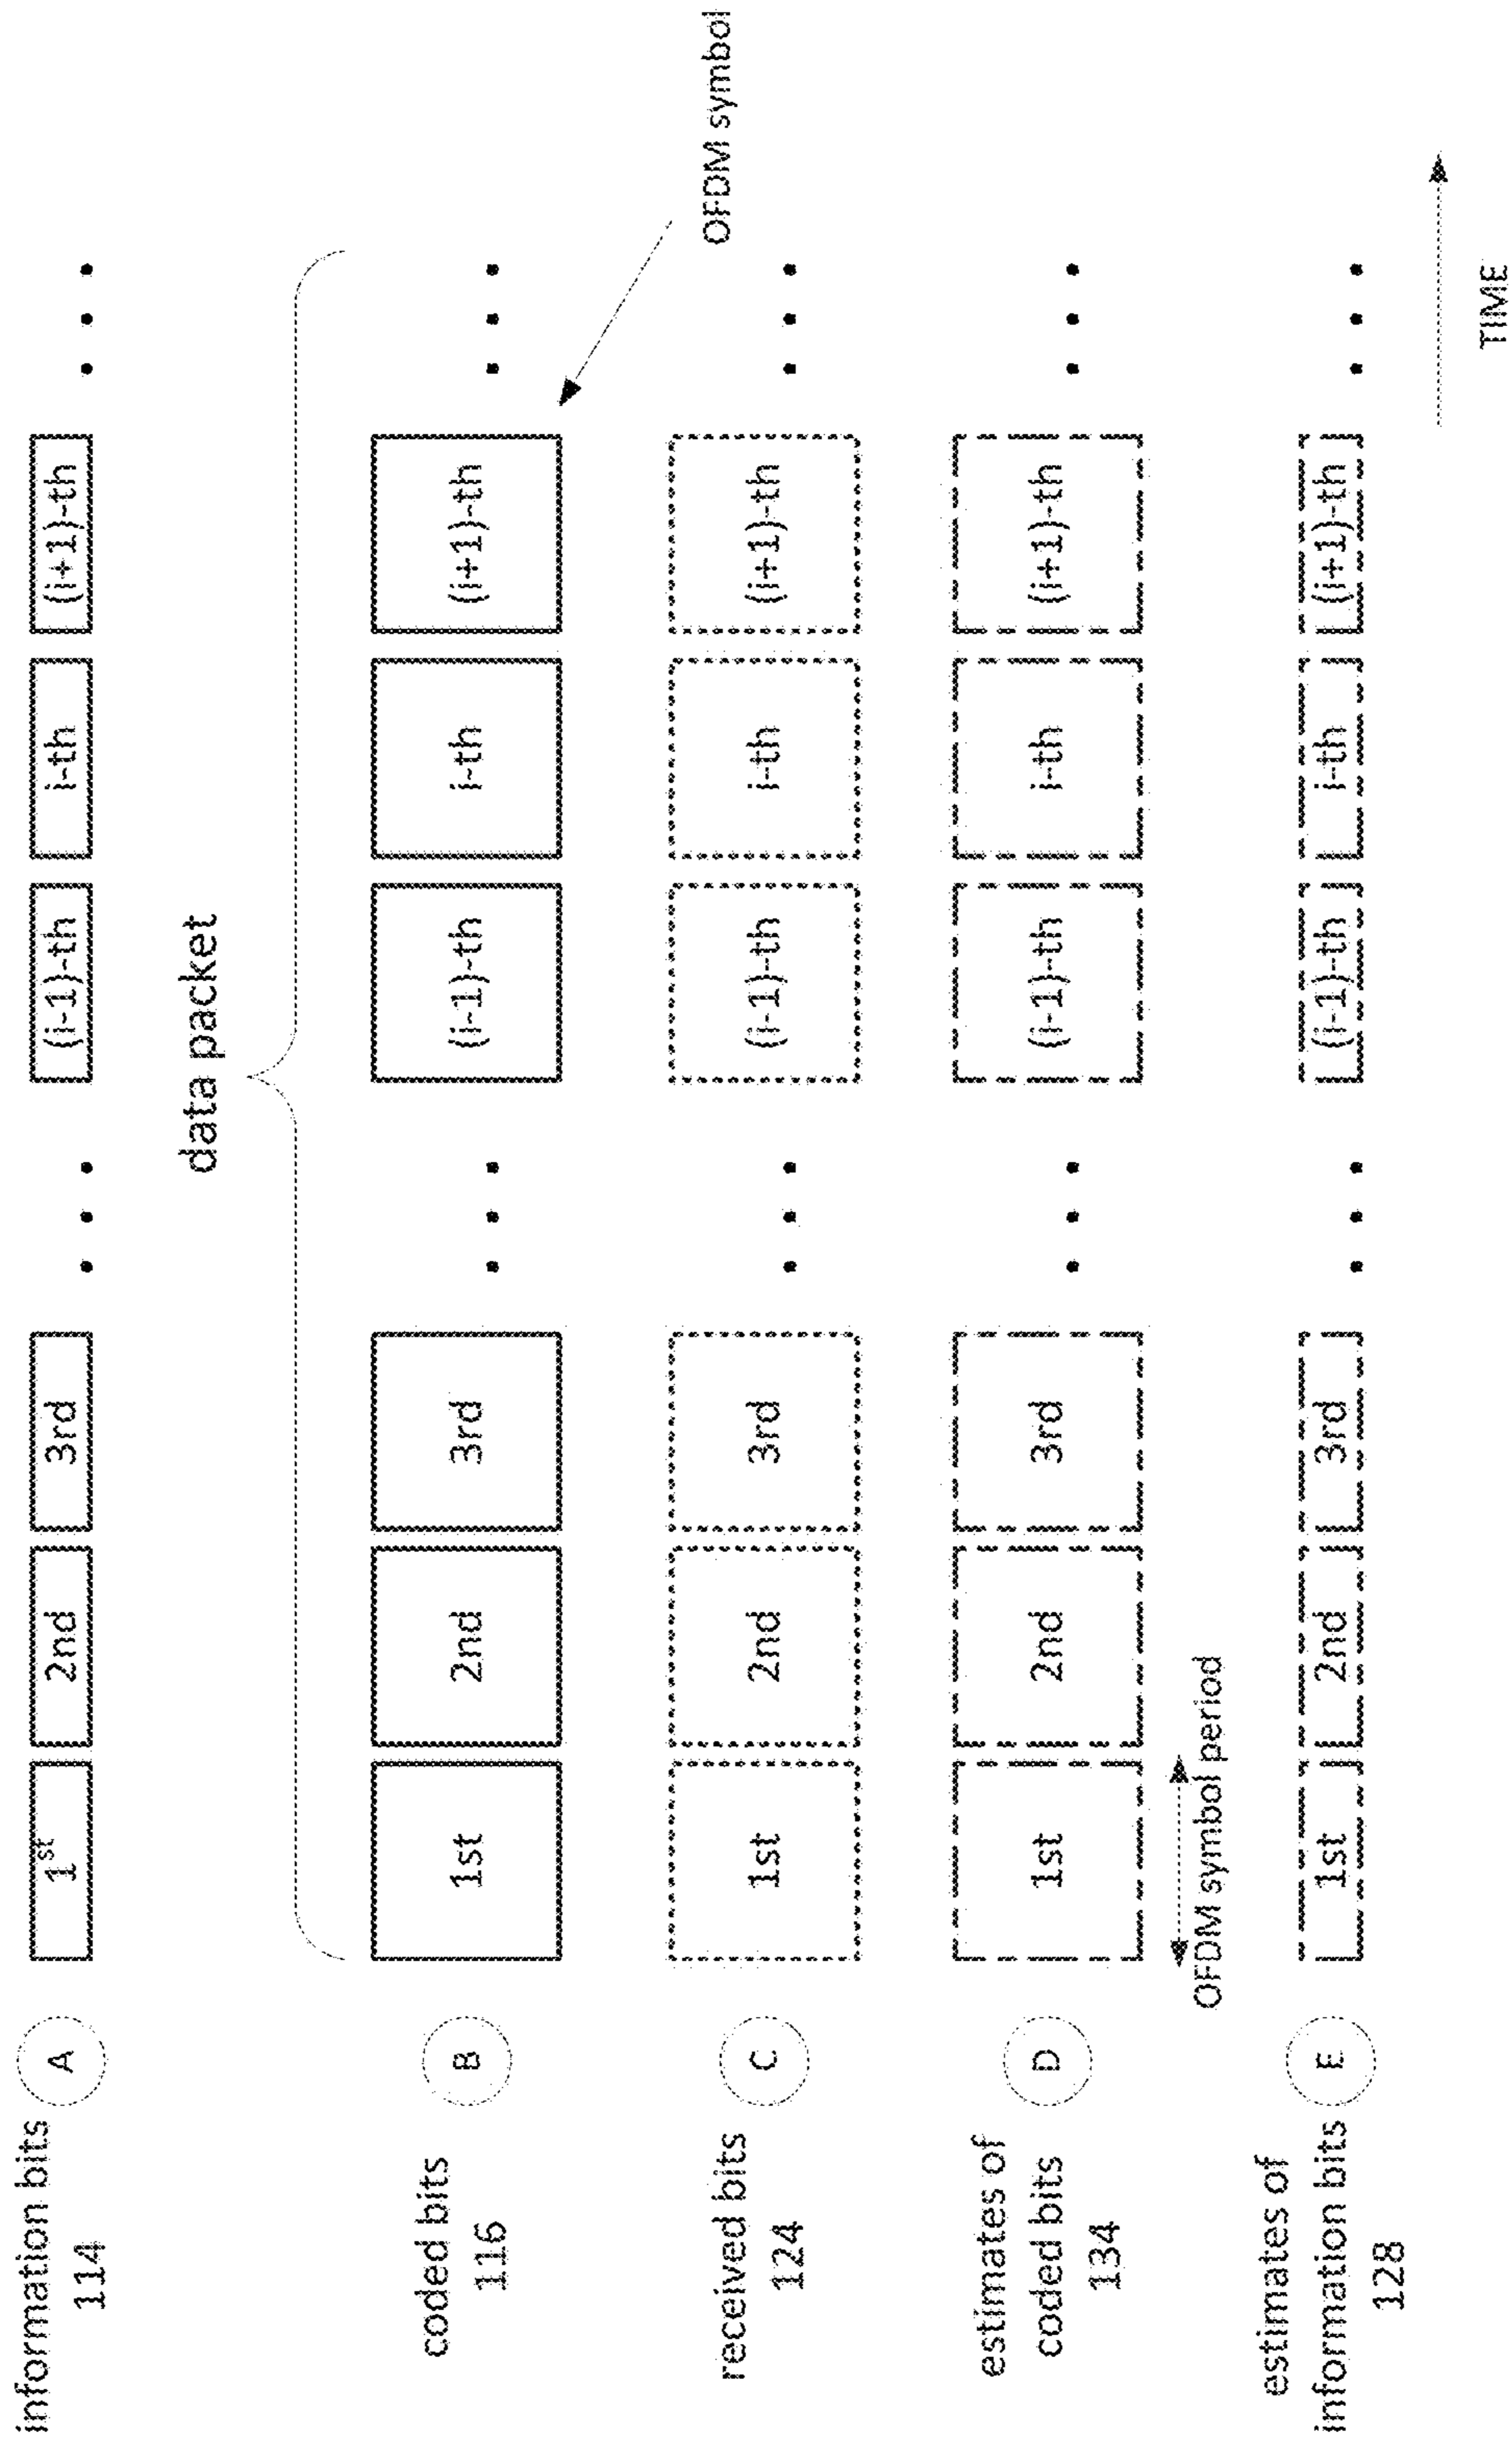 information bits
114
A
1st
2nd
3rd
(i-1)-th
i-th
(i+1)-th
data packet
coded bits
116
B
1st
2nd
3rd
(i-1)-th
i-th
(i+1)-th
OFDM symbol
received bits
124
C
1st
2nd
3rd
(i-1)-th
i-th
(i+1)-th
estimates of
coded bits
134
D
1st
2nd
3rd
(i-1)-th
i-th
(i+1)-th
OFDM symbol period
estimates of
information bits
128
E
1st
2nd
3rd
(i-1)-th
i-th
(i+1)-th
TIME